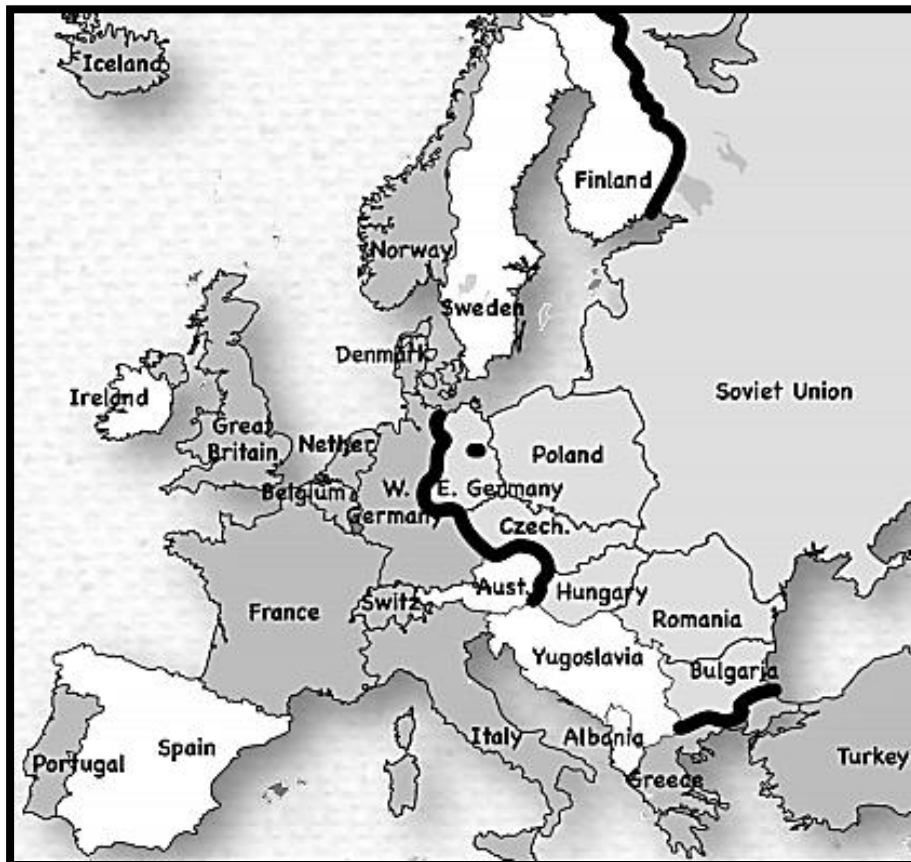 Iceland
Finland
Norway
Sweden
Denmark
Ireland
Great
Britain
Nether.
Belgium
W.
Germany
E. Germany
Poland
Soviet Union
Czech.
Aust.
Hungary
Switz.
France
Romania
Yugoslavia
Bulgaria
Italy
Albania
Spain
Portugal
Greece
Turkey